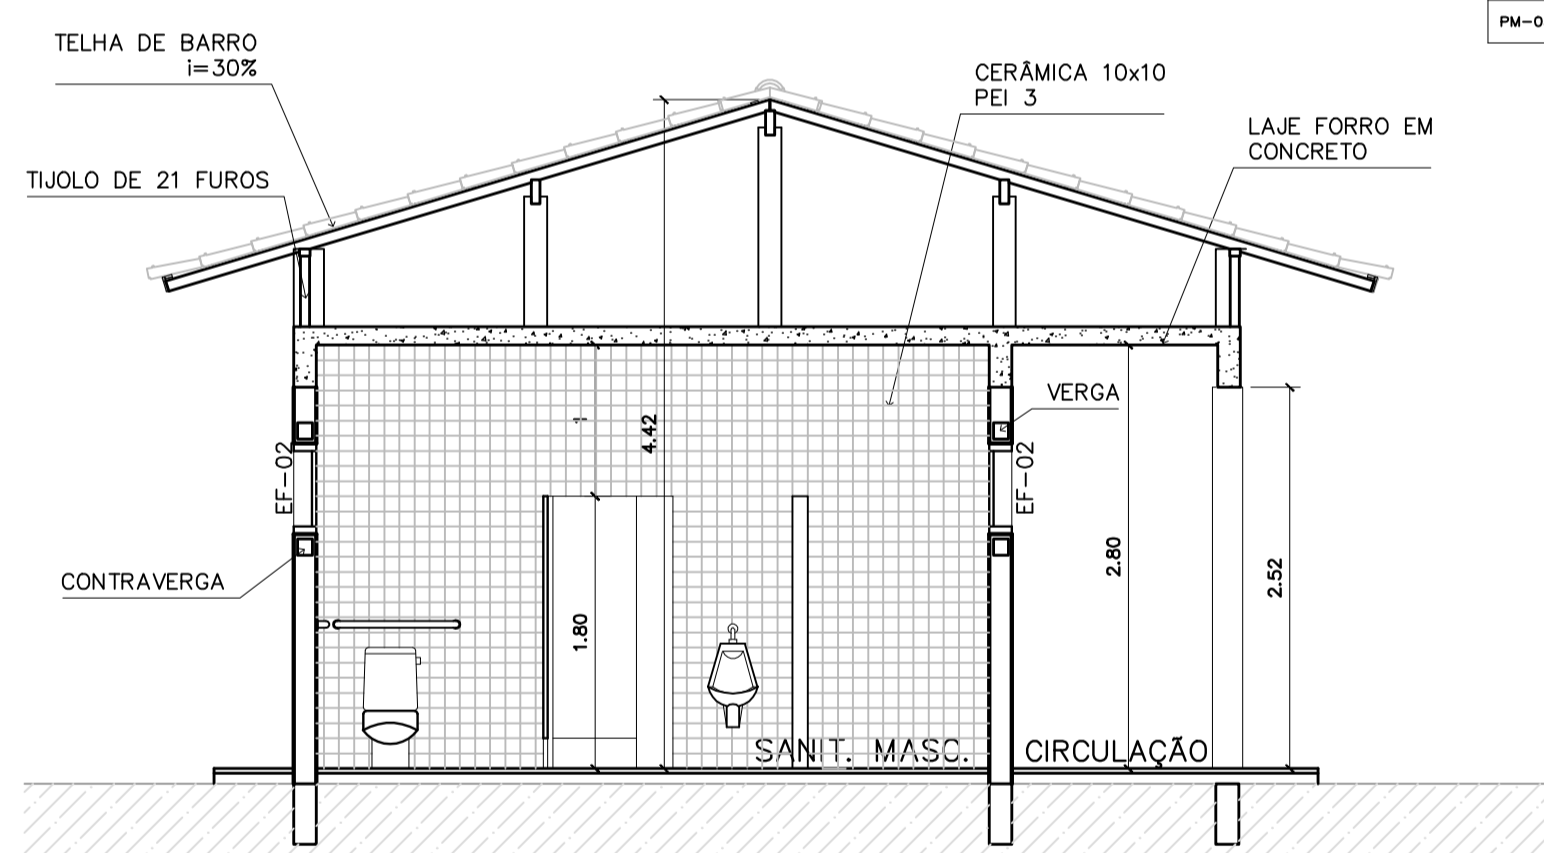 PM-0
TELHA DE BARRO
i=30%
CERÂMICA 10x10
PEI 3
LAJE FORRO EM
CONCRETO
TIJOLO DE 21 FUROS
VERGA
4.42
EF-02
EF-02
2.80
2.52
CONTRAVERGA
1.80
SANIT. MASC.
CIRCULAÇÃO